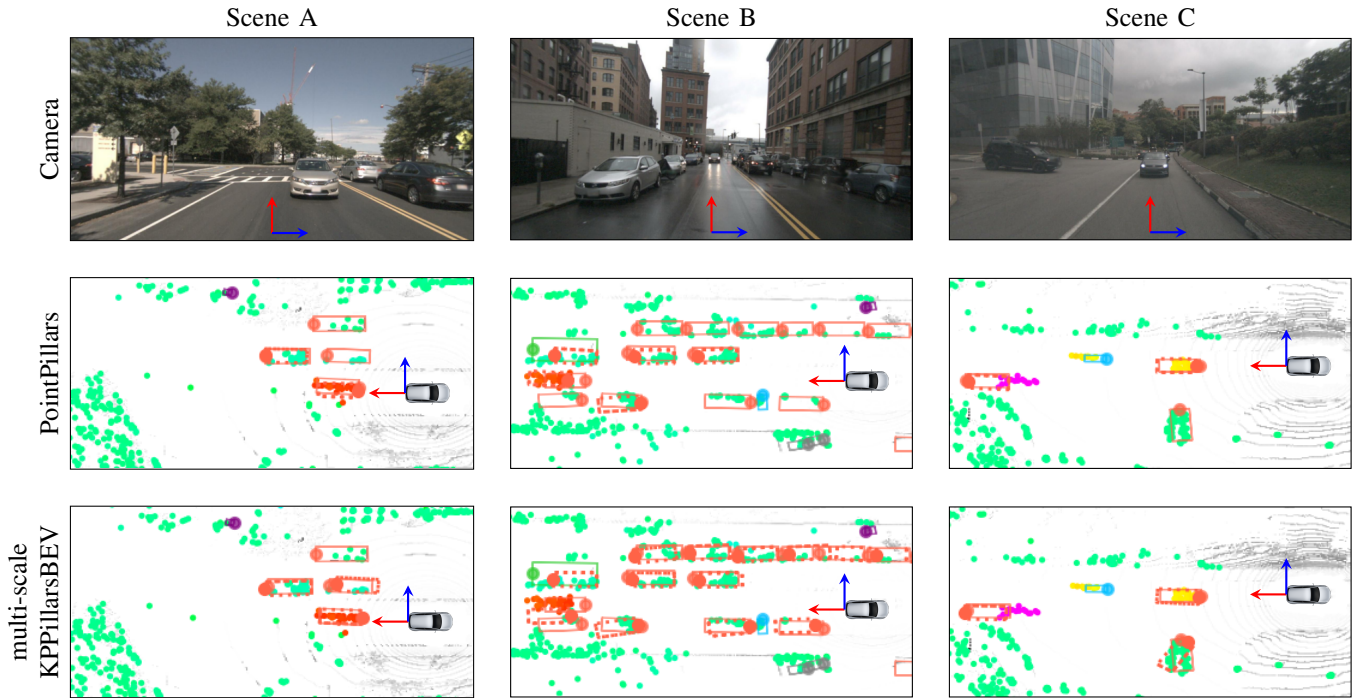 Scene A
Scene B
Scene C
Camera
PointPillars
multi-scale
KPPillarsBEV